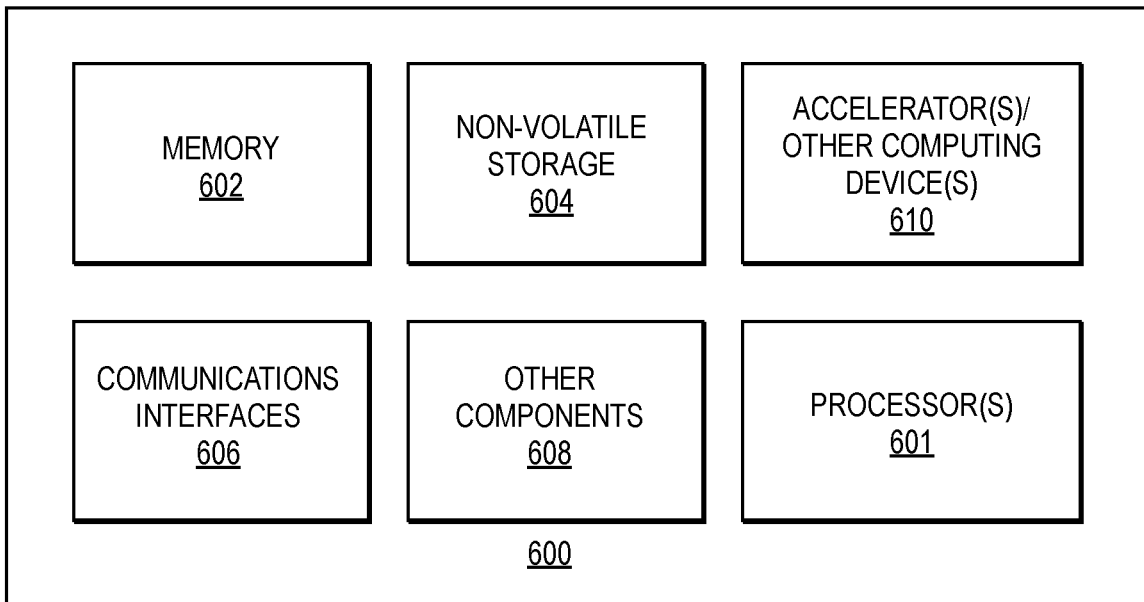 MEMORY
602
NON-VOLATILE
STORAGE
604
ACCELERATOR(S)/
OTHER COMPUTING
DEVICE(S)
610
COMMUNICATIONS
INTERFACES
606
OTHER
COMPONENTS
608
PROCESSOR(S)
601
600